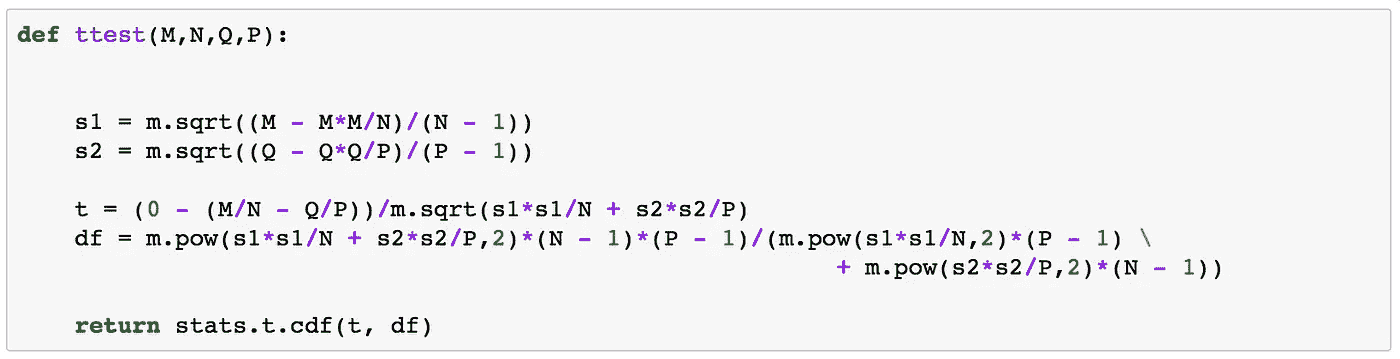 def ttest(M,N,Q,P):
s1 = m.sqrt((M - M*M/N)/(N - 1))
s2 = m.sqrt((Q - Q*Q/P)/(P - 1))
t = (0 - (M/N - Q/P))/m.sqrt(s1*s1/N + s2*s2/P)
df = m.pow(s1*s1/N + s2*s2/P,2)*(N - 1)*(P - 1)/(m.pow(s1*s1/N,2)*(P - 1) \
+ m.pow(s2*s2/P,2)*(N - 1))
return stats.t.cdf(t, df)